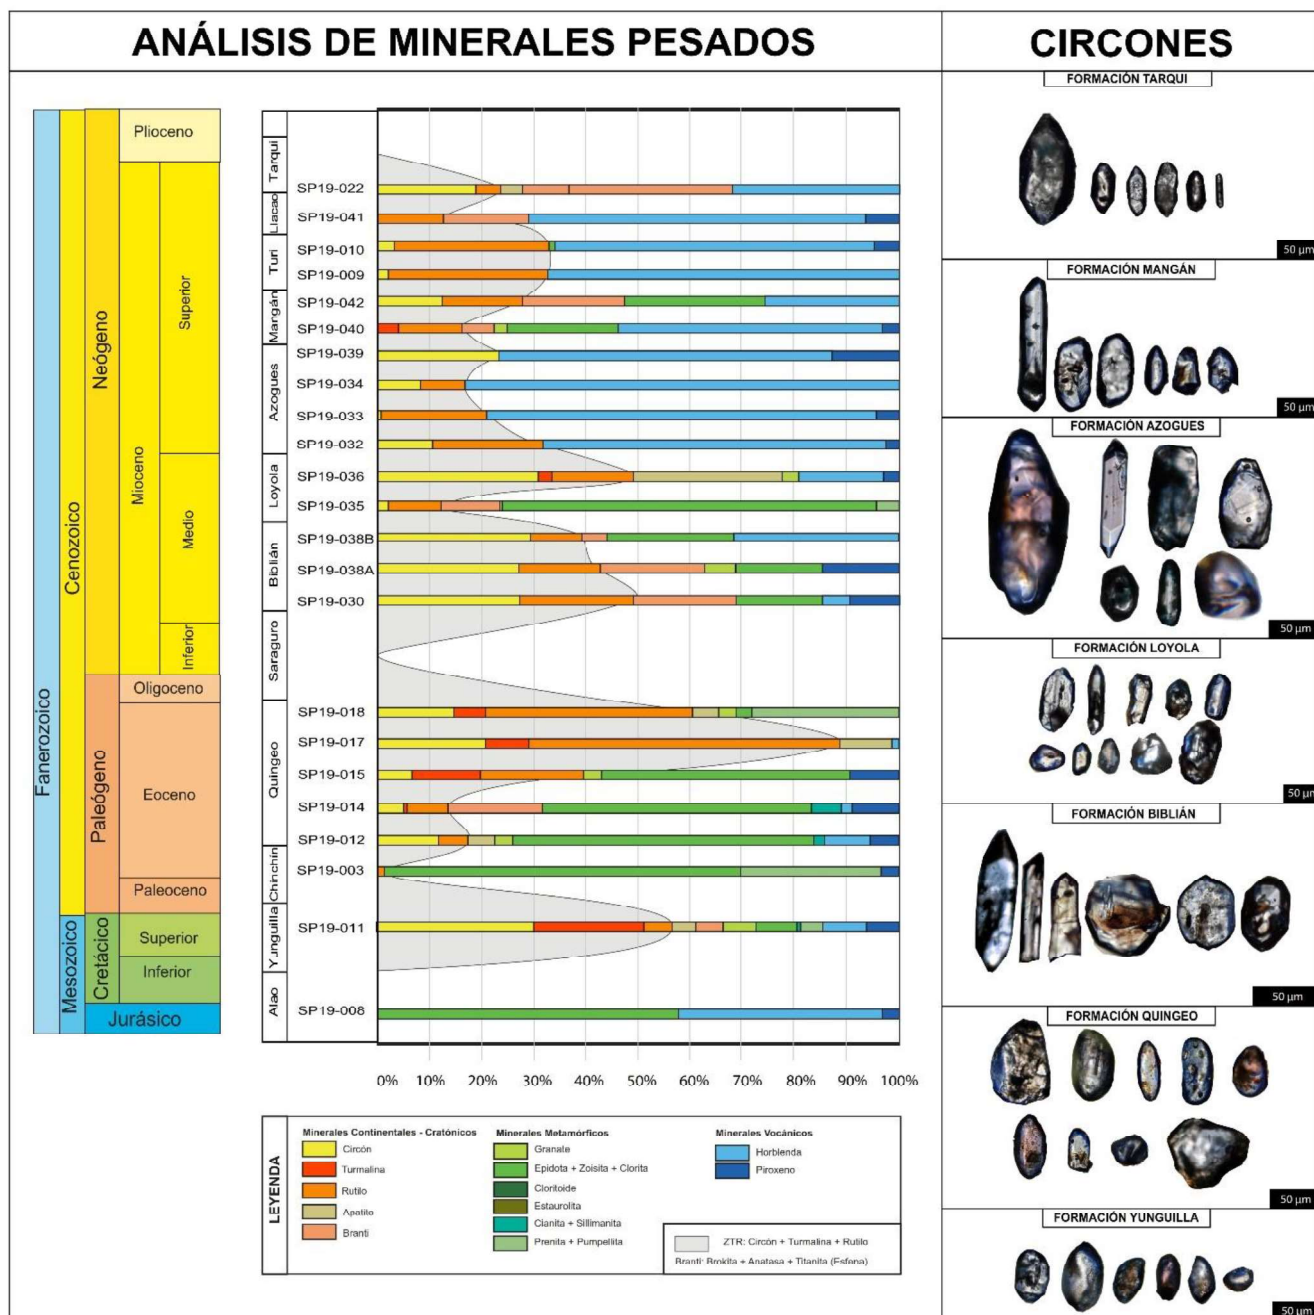 ANÁLISIS DE MINERALES PESADOS
CIRCONES
Fanerozoico
Cenozoico
Mesozoico
Neógeno
Paleógeno
Cretácico
Jurásico
Plioceno
Mioceno
Superior
Medio
Inferior
Oligoceno
Eoceno
Paleoceno
Superior
Inferior
Tarqui
Llacao
Turi
Mangán
Azogues
Loyola
Biblián
Saraguro
Quingeo
Chinchín
Yunguilla
Alao
SP19-022
SP19-041
SP19-010
SP19-009
SP19-042
SP19-040
SP19-039
SP19-034
SP19-033
SP19-032
SP19-036
SP19-035
SP19-038B
SP19-038A
SP19-030
SP19-018
SP19-017
SP19-015
SP19-014
SP19-012
SP19-003
SP19-011
SP19-008
0% 10% 20% 30% 40% 50% 60% 70% 80% 90% 100%
LEYENDA
Minerales Continentales - Cratónicos
Circón
Turmalina
Rutilo
Apatito
Branti
Minerales Metamórficos
Granate
Epidota + Zoisita + Clorita
Cloritoide
Estaurolita
Cianita + Sillimanita
Prenita + Pumpellita
Minerales Vocánicos
Horblenda
Piroxeno
ZTR: Circón + Turmalina + Rutilo
Branti: Brokita + Anatasa + Titanita (Esfena)
FORMACIÓN TARQUI
50 µm
FORMACIÓN MANGÁN
50 µm
FORMACIÓN AZOGUES
50 µm
FORMACIÓN LOYOLA
50 µm
FORMACIÓN BIBLIÁN
50 µm
FORMACIÓN QUINGEO
50 µm
FORMACIÓN YUNGUILLA
50 µm